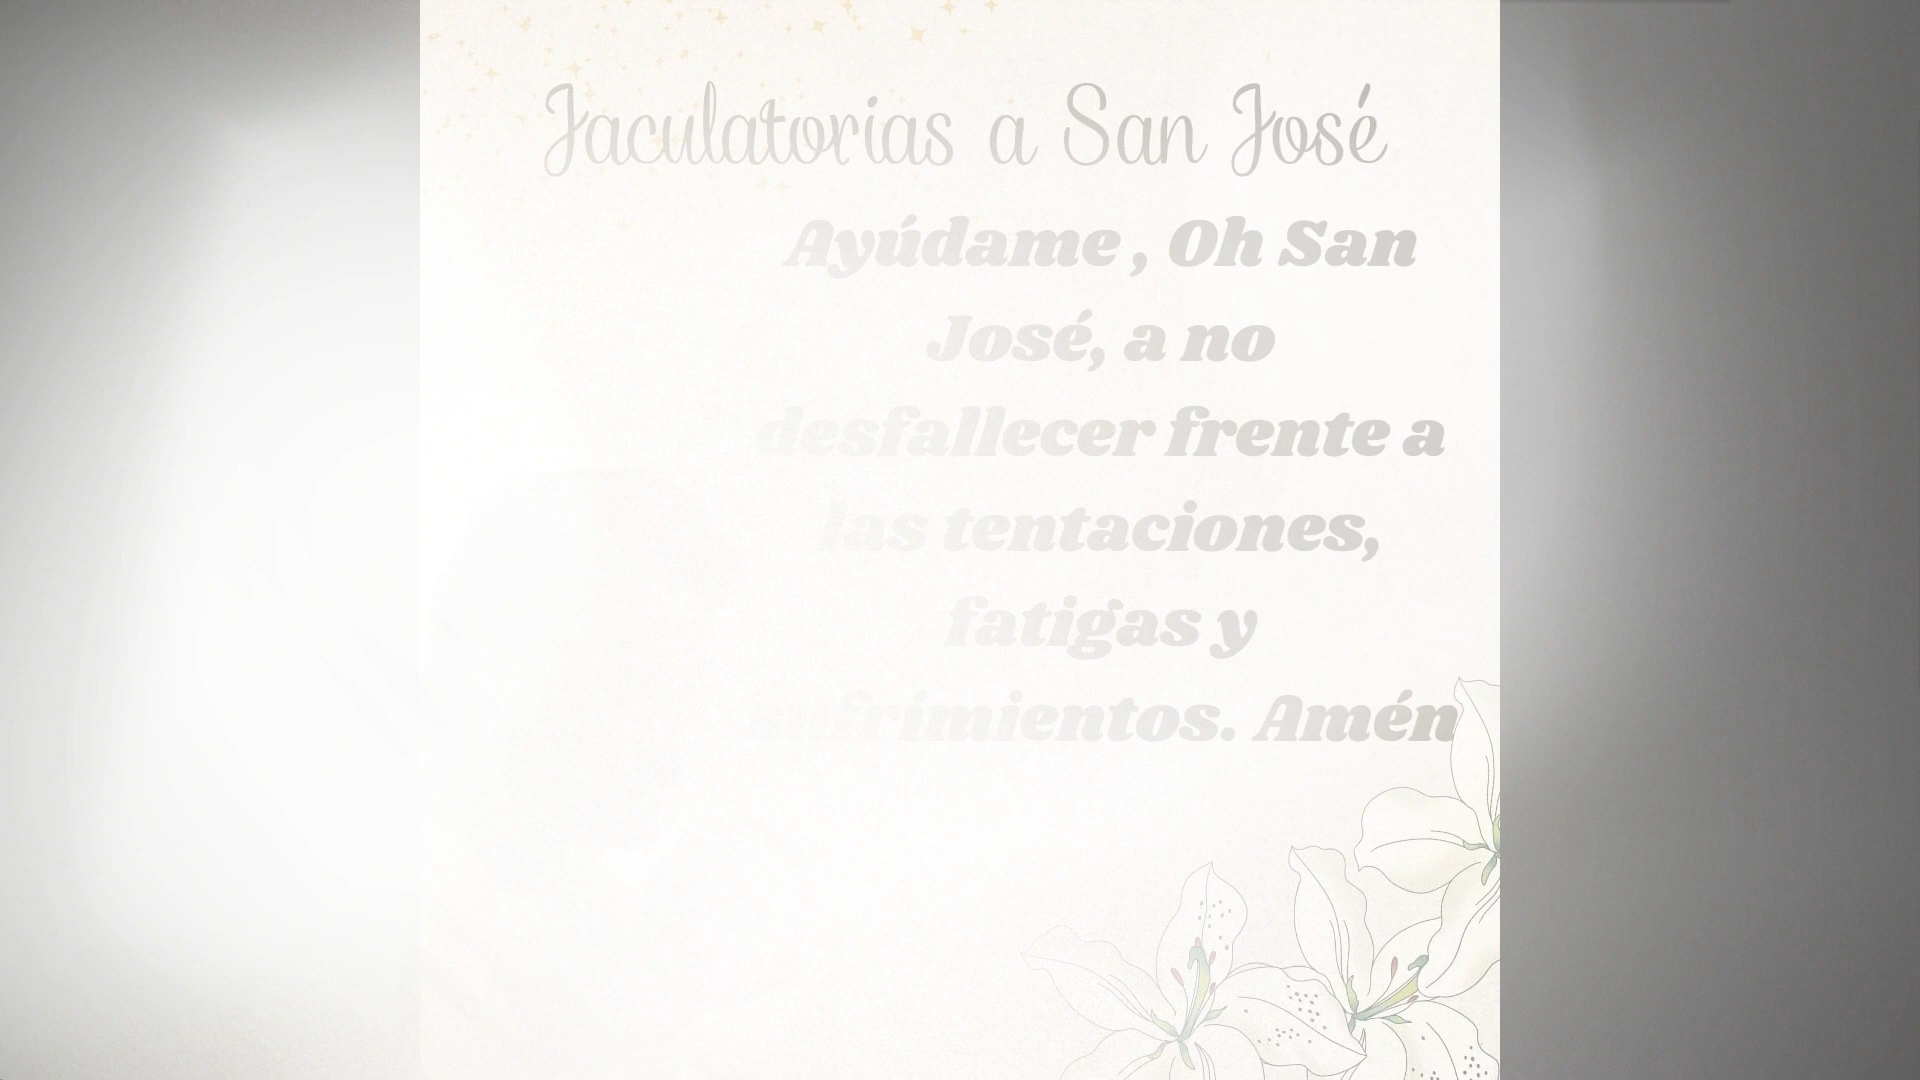 Jaculatorias a San José
Ayúdame , Oh San
José, a no
desfallecer frente a
las tentaciones,
fatigas y
sufrimientos. Amén